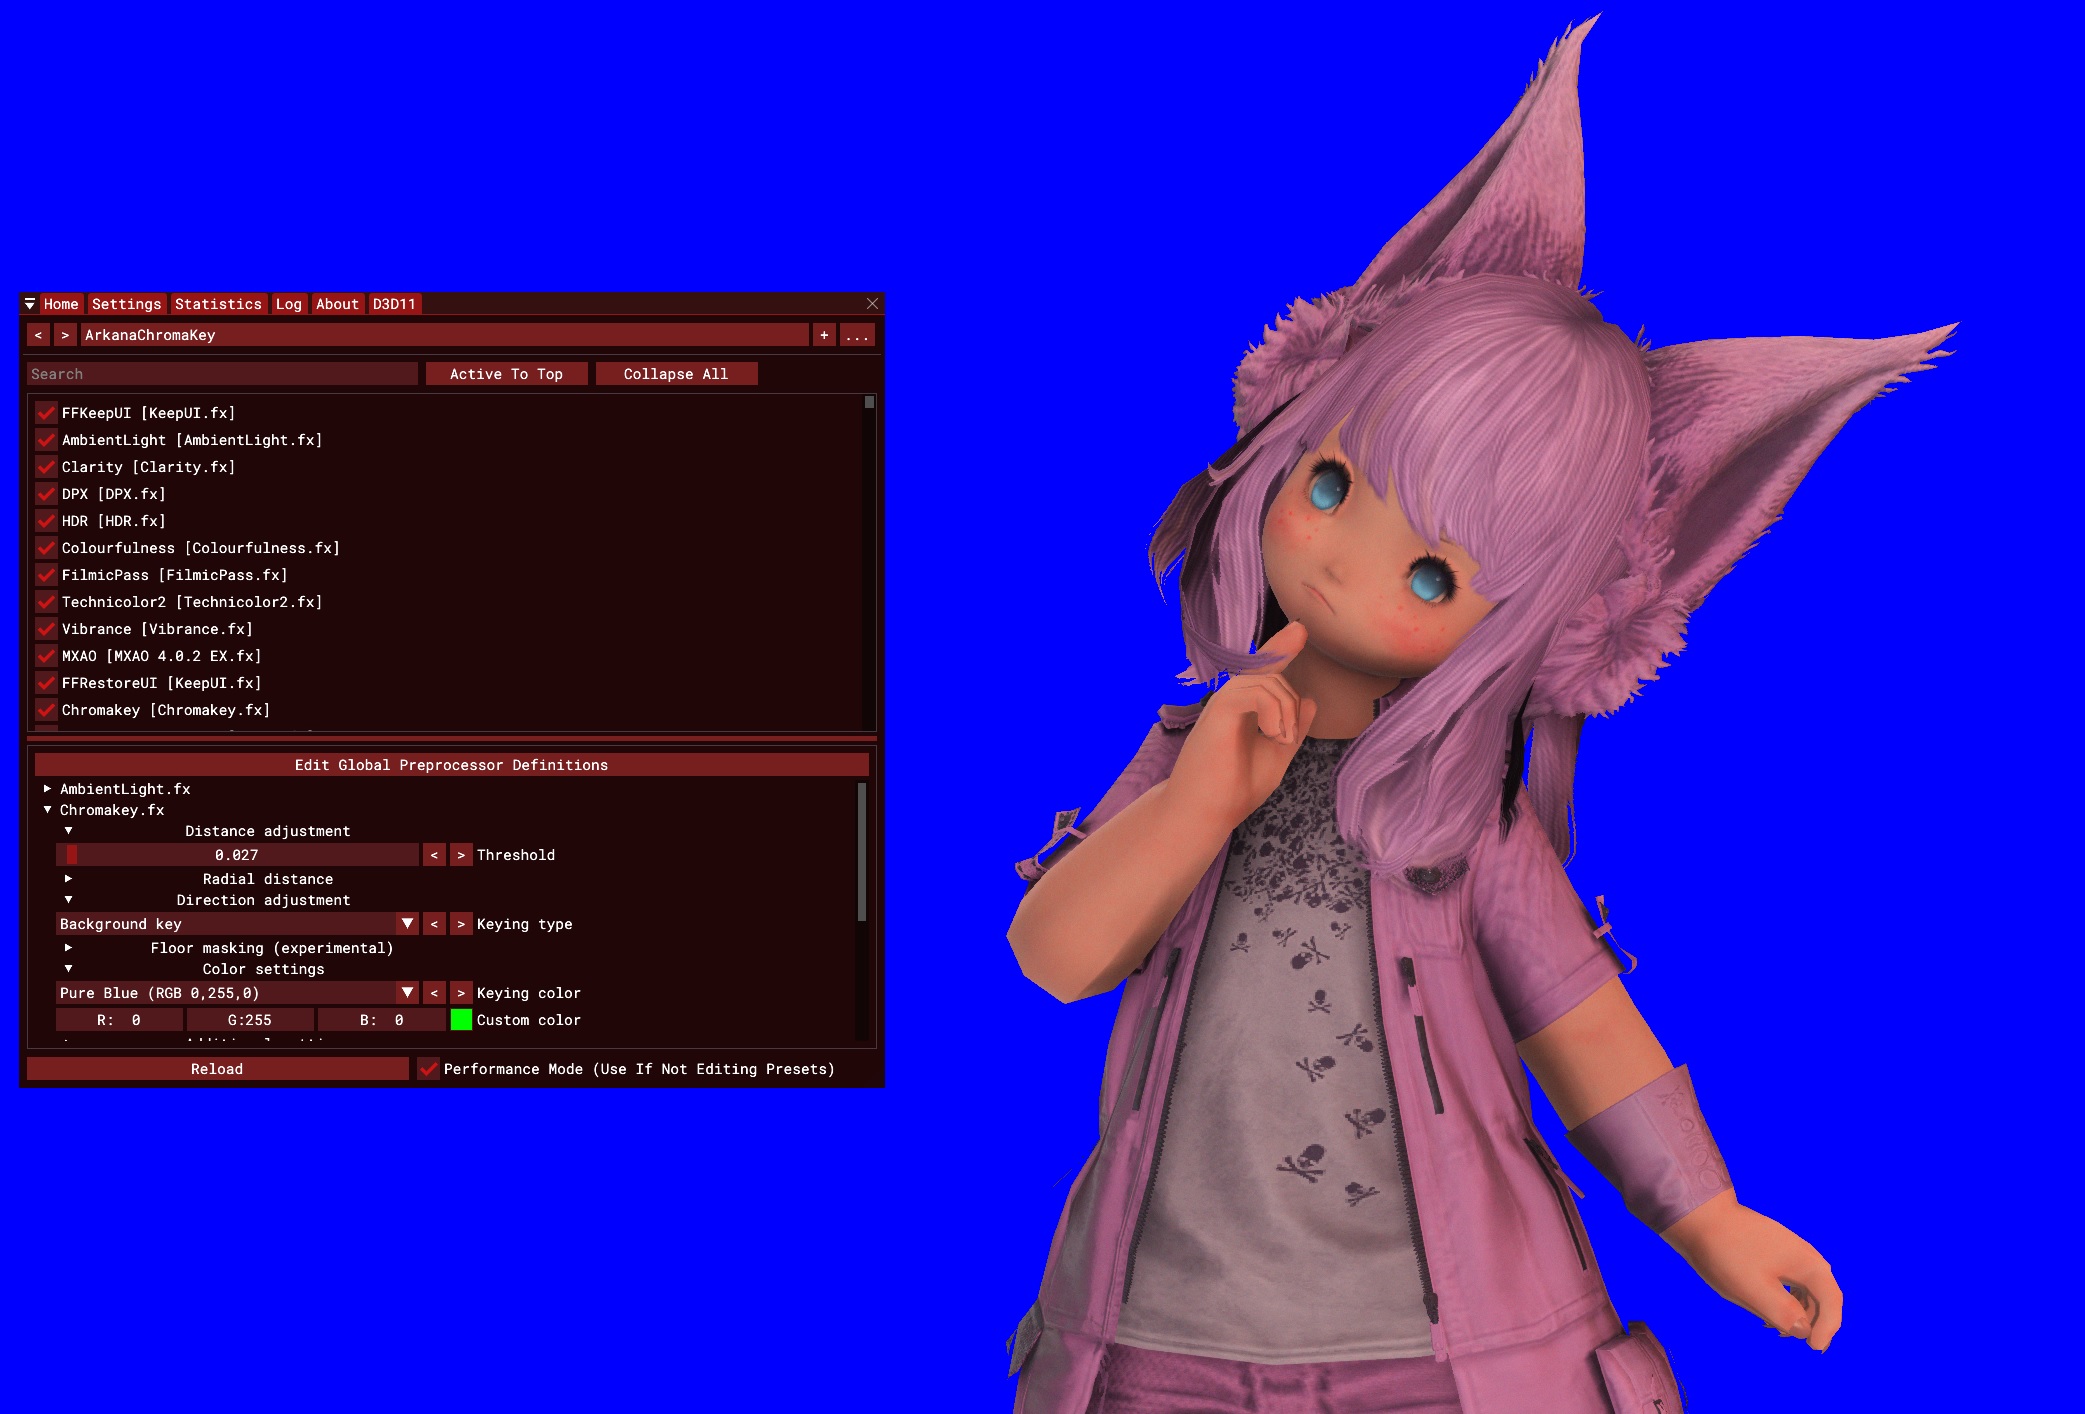 Home Settings Statistics Log About D3D11
< > ArkanaChromaKey + ...
Search Active To Top Collapse All
FFKeepUI [KeepUI.fx]
AmbientLight [AmbientLight.fx]
Clarity [Clarity.fx]
DPX [DPX.fx]
HDR [HDR.fx]
Colourfulness [Colourfulness.fx]
FilmicPass [FilmicPass.fx]
Technicolor2 [Technicolor2.fx]
Vibrance [Vibrance.fx]
MXAO [MXAO 4.0.2 EX.fx]
FFRestoreUI [KeepUI.fx]
Chromakey [Chromakey.fx]
Edit Global Preprocessor Definitions
AmbientLight.fx
Chromakey.fx
Distance adjustment
0.027 < > Threshold
Radial distance
Direction adjustment
Background key < > Keying type
Floor masking (experimental)
Color settings
Pure Blue (RGB 0,255,0) < > Keying color
R: 0 G:255 B: 0 Custom color
Reload Performance Mode (Use If Not Editing Presets)